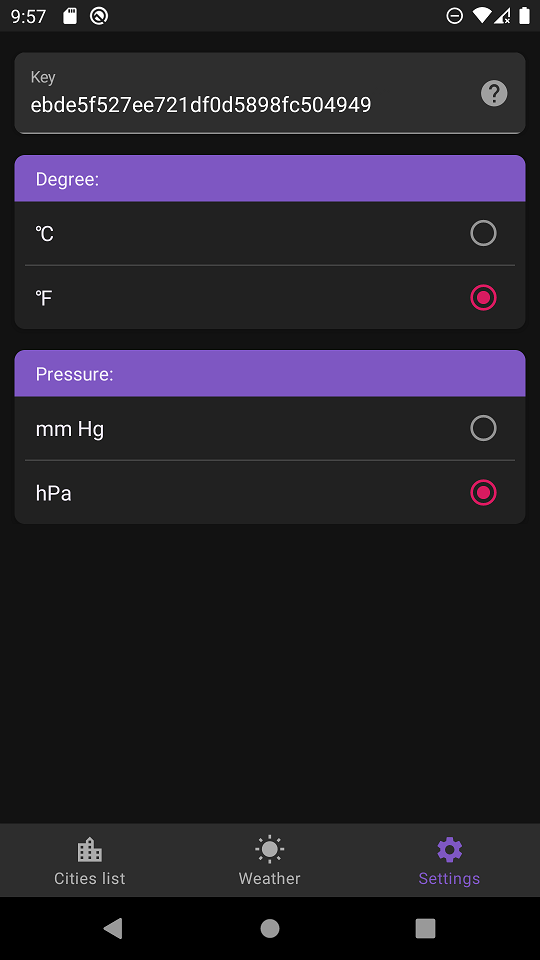 9:57
Key
ebde5f527ee721df0d5898fc504949
Degree:
℃
℉
Pressure:
mm Hg
hPa
Cities list
Weather
Settings